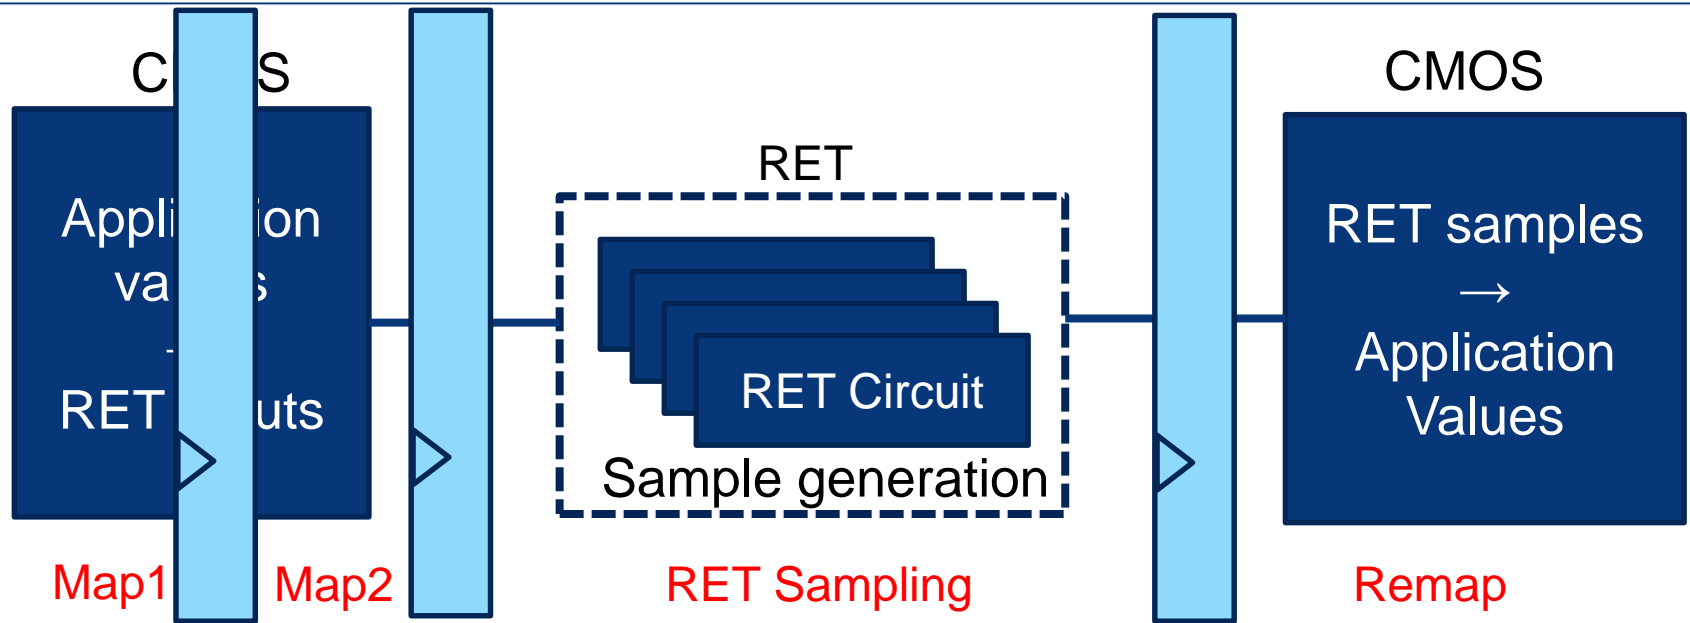 C S
CMOS
RET
Appli ion
va s
RET uts
RET Circuit
Sample generation
RET samples
→
Application
Values
Map1
Map2
RET Sampling
Remap